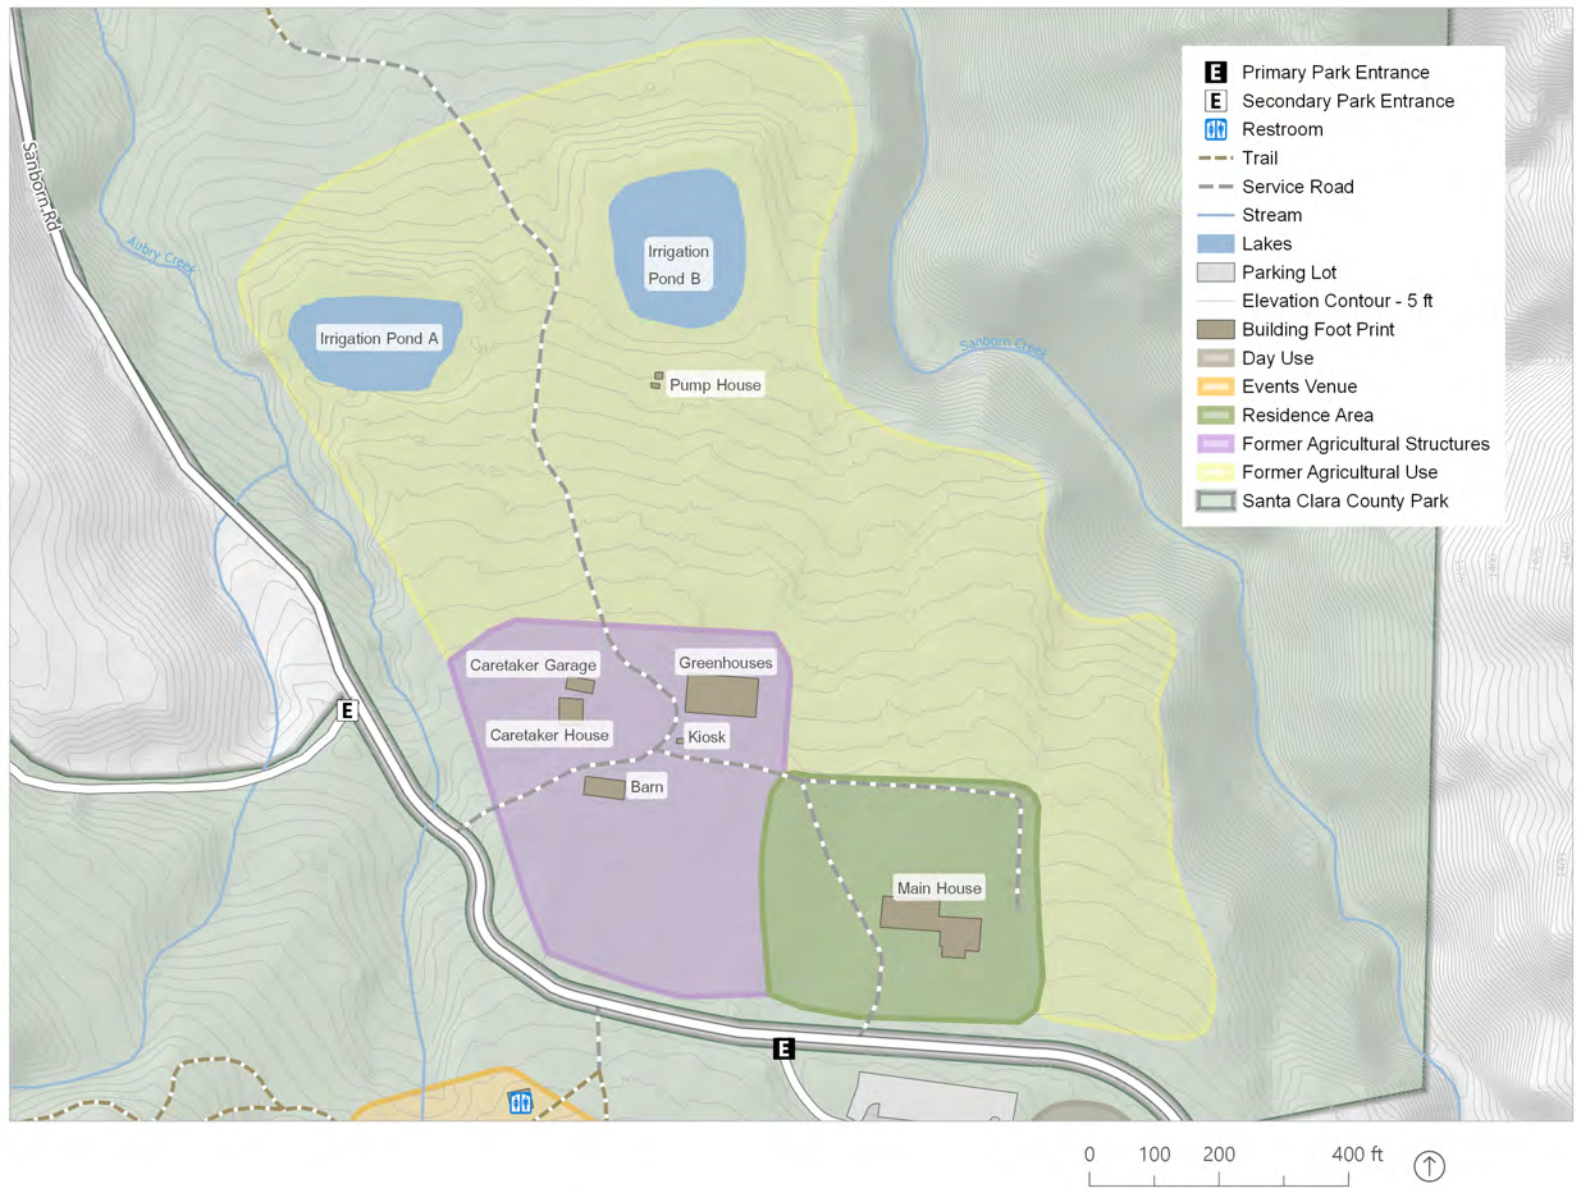 E Primary Park Entrance
E Secondary Park Entrance
Restroom
Trail
Service Road
Stream
Lakes
Parking Lot
Elevation Contour - 5 ft
Building Foot Print
Day Use
Events Venue
Residence Area
Former Agricultural Structures
Former Agricultural Use
Santa Clara County Park
Sanborn Rd
Aubry Creek
Irrigation
Pond B
Irrigation Pond A
Sanborn Creek
Pump House
Caretaker Garage
Greenhouses
E
Caretaker House
Kiosk
Barn
Main House
E
0 100 200 400 ft